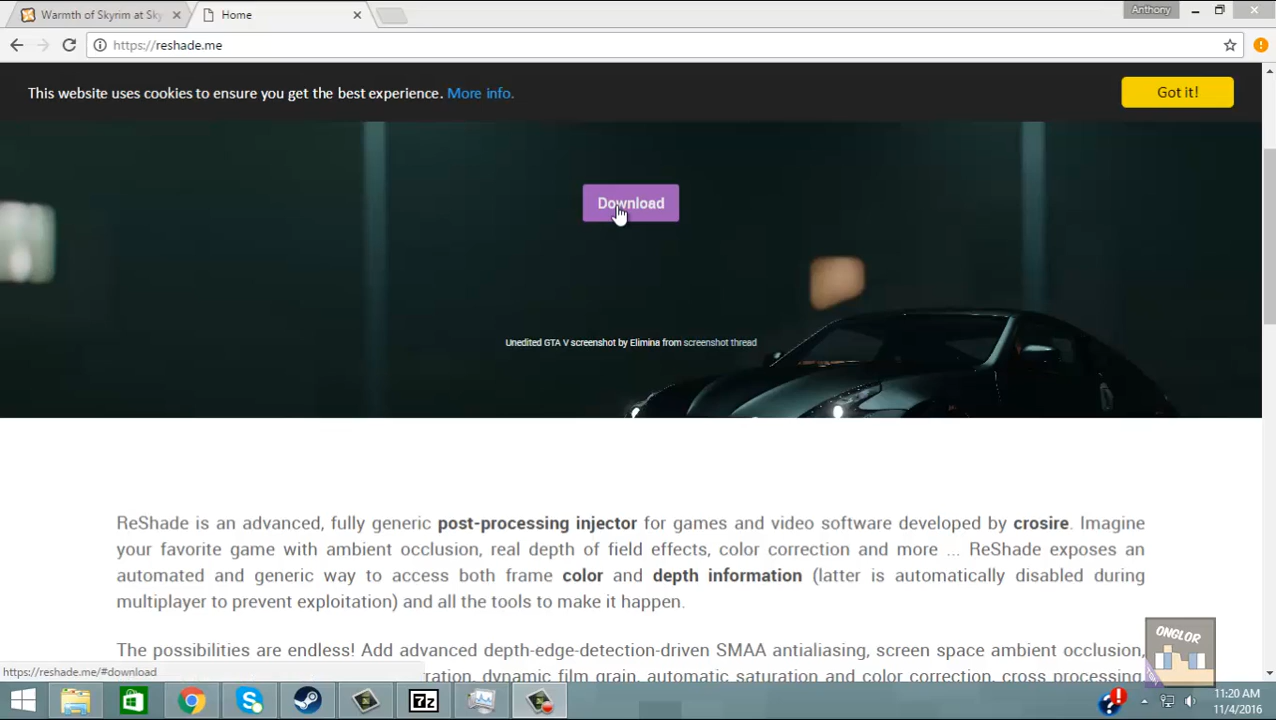 Warmth of Skyrim at Sky
Home
Anthony
https://reshade.me
This website uses cookies to ensure you get the best experience. More info.
Got it!
Download
Unedited GTA V screenshot by Elimina from screenshot thread
ReShade is an advanced, fully generic post-processing injector for games and video software developed by crosire. Imagine
your favorite game with ambient occlusion, real depth of field effects, color correction and more ... ReShade exposes an
automated and generic way to access both frame color and depth information (latter is automatically disabled during
multiplayer to prevent exploitation) and all the tools to make it happen.
The possibilities are endless! Add advanced depth-edge-detection-driven SMAA antialiasing, screen space ambient occlusion,
dynamic film grain, automatic saturation and color correction, cross processing
https://reshade.me/#download
ONGLOR
7z
11:20 AM
11/4/2016